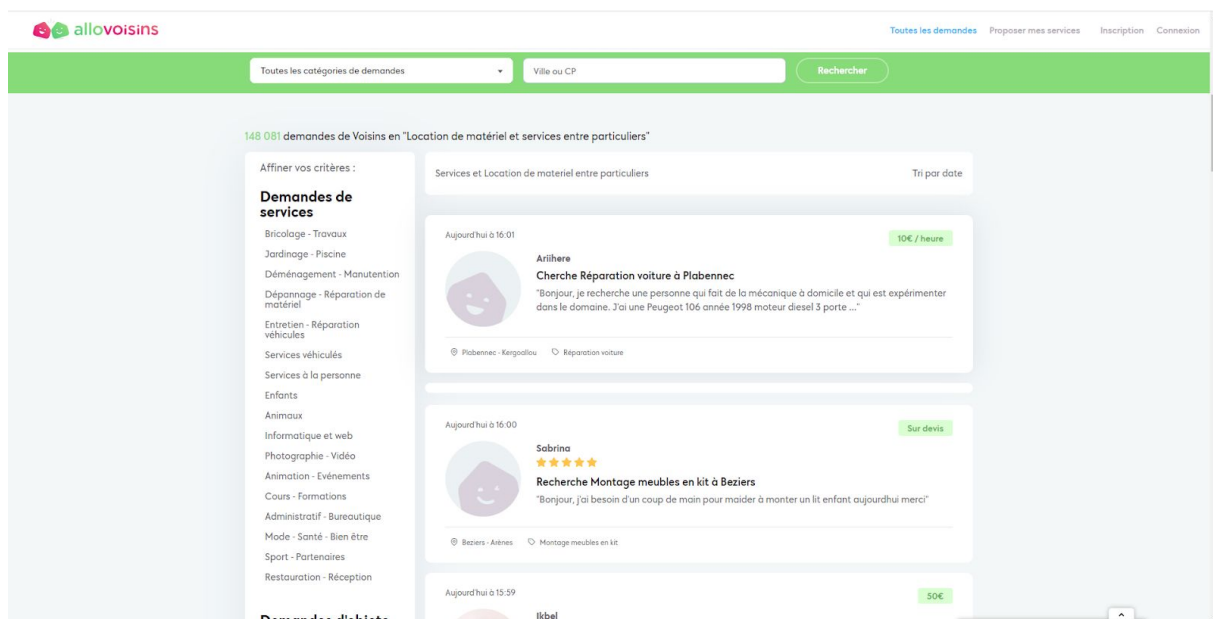 allovoisins
Toutes les demandes Proposer mes services Inscription Connexion
Toutes les catégories de demandes Ville ou CP Rechercher
148 081 demandes de Voisins en "Location de matériel et services entre particuliers"
Affiner vos critères :
Demandes de
services
Bricolage - Travaux
Jardinage - Piscine
Déménagement - Manutention
Dépannage - Réparation de
matériel
Entretien - Réparation
véhicules
Services véhiculés
Services à la personne
Enfants
Animaux
Informatique et web
Photographie - Vidéo
Animation - Evénements
Cours - Formations
Administratif - Bureautique
Mode - Santé - Bien être
Sport - Partenaires
Restauration - Réception
Demandes d'objets
Services et Location de materiel entre particuliers Tri par date
Aujourd'hui à 16:01 10€ / heure
Ariihere
Cherche Réparation voiture à Plabennec
"Bonjour, je recherche une personne qui fait de la mécanique à domicile et qui est expérimenter
dans le domaine. J'ai une Peugeot 106 année 1998 moteur diesel 3 porte ..."
Plabennec - Kergoallou Réparation voiture
Aujourd'hui à 16:00 Sur devis
Sabrina
Recherche Montage meubles en kit à Beziers
"Bonjour, j'ai besoin d'un coup de main pour maider à monter un lit enfant aujourdhui merci"
Beziers - Arènes Montage meubles en kit
Aujourd'hui à 15:59 50€
Ikbel